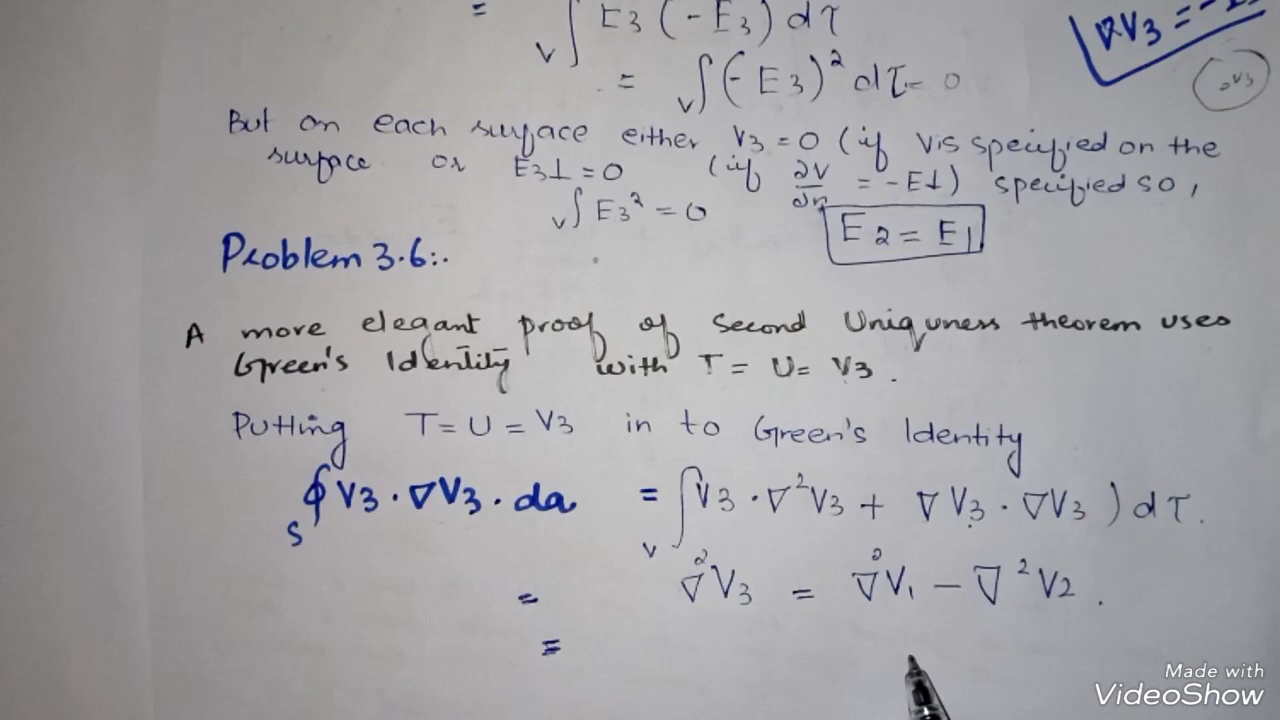 = ∫V E3 (-E3) dτ
∇V3 = -
= ∫V (-E3)² dτ = 0
2V3
But on each surface either V3 = 0 (if V is specified on the
surface or E3⊥ = 0 (if ∂V/∂n = -E⊥) specified so,
∫V E3² = 0
E2 = E1
Problem 3.6:.
A more elegant proof of Second Uniquness theorem uses
Green's Identity with T = U = V3.
Putting T = U = V3 in to Green's Identity
∮S V3 · ∇V3 · da = ∫V V3 · ∇²V3 + ∇V3 · ∇V3) dτ.
= ∇²V3 = ∇²V1 - ∇²V2.
=
Made with
VideoShow